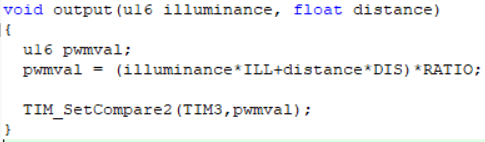 void output(u16 illuminance, float distance)
{
u16 pwmval;
pwmval = (illuminance*ILL+distance*DIS)*RATIO;
TIM_SetCompare2(TIM3,pwmval);
}